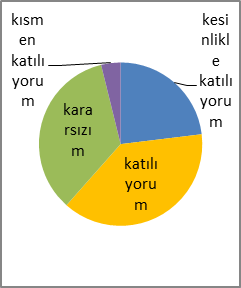 kısm
en
katılı
yoru
m
kesi
nlikl
e
katılı
yoru
m
kara
rsızı
m
katılı
yoru
m